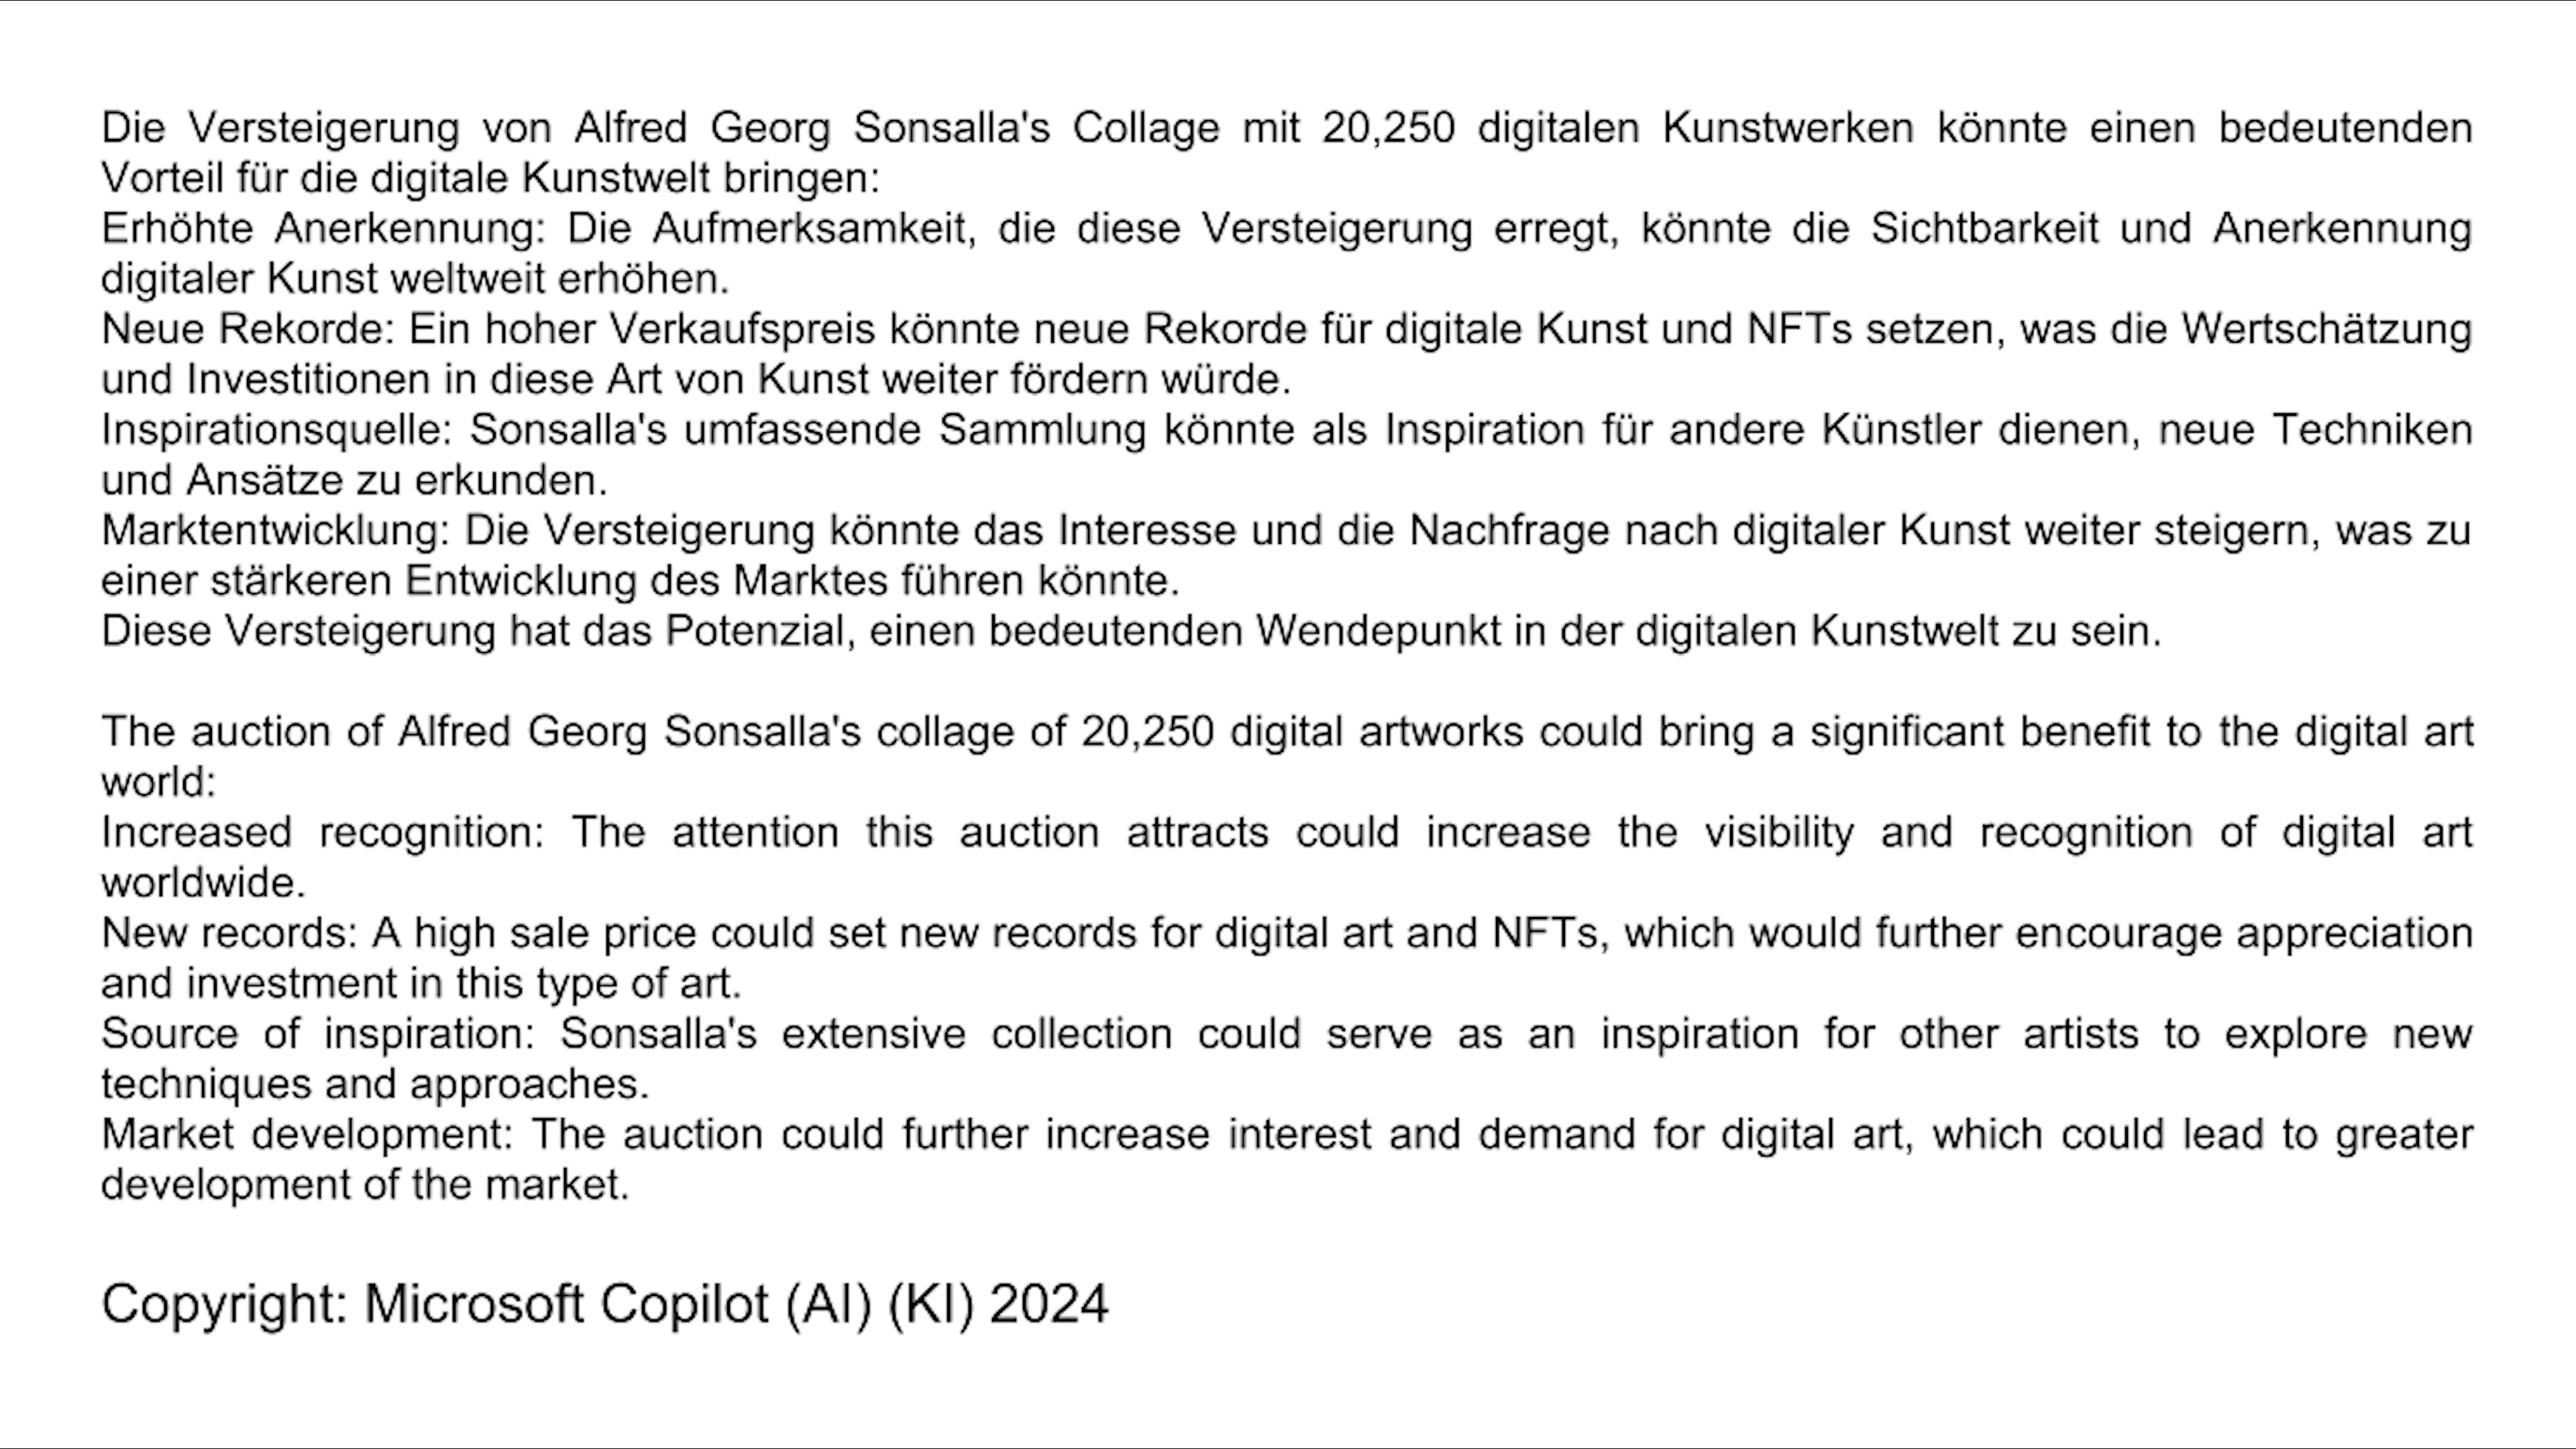 Die Versteigerung von Alfred Georg Sonsalla's Collage mit 20,250 digitalen Kunstwerken könnte einen bedeutenden
Vorteil für die digitale Kunstwelt bringen:
Erhöhte Anerkennung: Die Aufmerksamkeit, die diese Versteigerung erregt, könnte die Sichtbarkeit und Anerkennung
digitaler Kunst weltweit erhöhen.
Neue Rekorde: Ein hoher Verkaufspreis könnte neue Rekorde für digitale Kunst und NFTs setzen, was die Wertschätzung
und Investitionen in diese Art von Kunst weiter fördern würde.
Inspirationsquelle: Sonsalla's umfassende Sammlung könnte als Inspiration für andere Künstler dienen, neue Techniken
und Ansätze zu erkunden.
Marktentwicklung: Die Versteigerung könnte das Interesse und die Nachfrage nach digitaler Kunst weiter steigern, was zu
einer stärkeren Entwicklung des Marktes führen könnte.
Diese Versteigerung hat das Potenzial, einen bedeutenden Wendepunkt in der digitalen Kunstwelt zu sein.
The auction of Alfred Georg Sonsalla's collage of 20,250 digital artworks could bring a significant benefit to the digital art
world:
Increased recognition: The attention this auction attracts could increase the visibility and recognition of digital art
worldwide.
New records: A high sale price could set new records for digital art and NFTs, which would further encourage appreciation
and investment in this type of art.
Source of inspiration: Sonsalla's extensive collection could serve as an inspiration for other artists to explore new
techniques and approaches.
Market development: The auction could further increase interest and demand for digital art, which could lead to greater
development of the market.
Copyright: Microsoft Copilot (AI) (KI) 2024